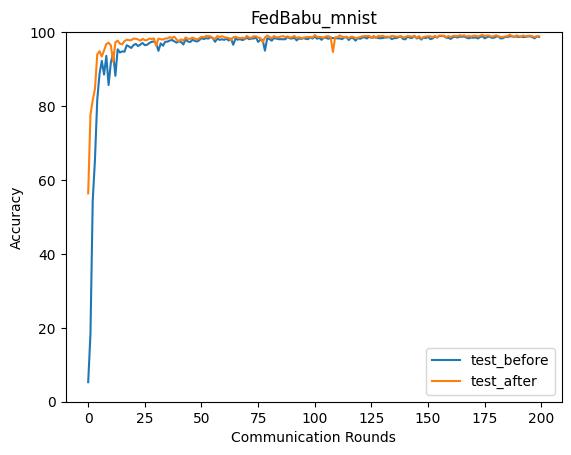 FedBabu_mnist
100
80
60
40
20
0
Accuracy
0 25 50 75 100 125 150 175 200
Communication Rounds
test_before
test_after